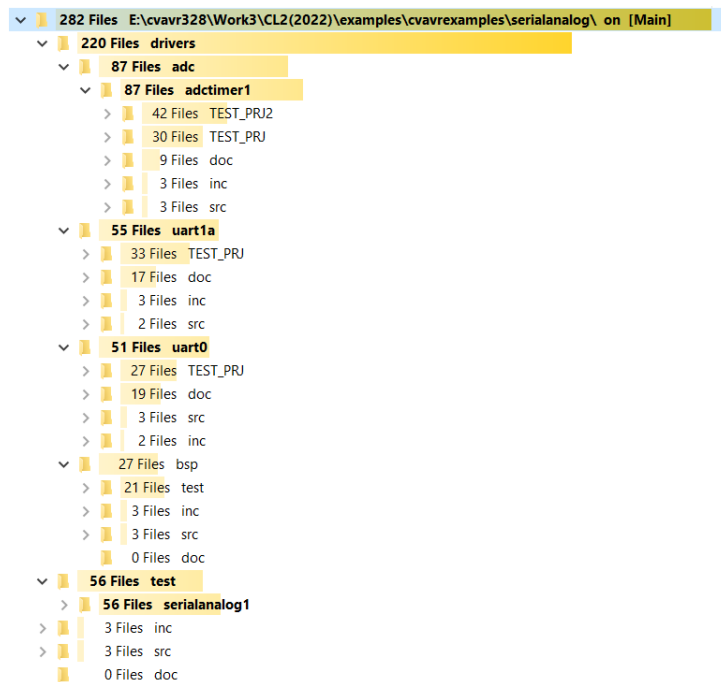 282 Files E:\cvavr328\Work3\CL2(2022)\examples\cvavrexamples\serialanalog\ on [Main]
220 Files drivers
87 Files adc
87 Files adctimer1
42 Files TEST_PRJ2
30 Files TEST_PRJ
9 Files doc
3 Files inc
3 Files src
55 Files uart1a
33 Files TEST_PRJ
17 Files doc
3 Files inc
2 Files src
51 Files uart0
27 Files TEST_PRJ
19 Files doc
3 Files src
2 Files inc
27 Files bsp
21 Files test
3 Files inc
3 Files src
0 Files doc
56 Files test
56 Files serialanalog1
3 Files inc
3 Files src
0 Files doc